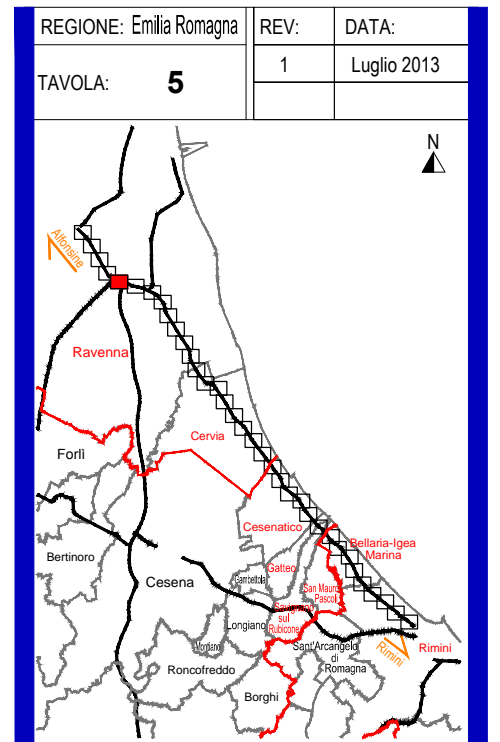 REGIONE: Emilia Romagna
REV:
DATA:
TAVOLA:
5
1
Luglio 2013
N
Alfonsine
Ravenna
Cervia
Forlì
Cesenatico
Bellaria-Igea
Marina
Bertinoro
Gatteo
Cesena
Gambettola
San Mauro
Pascoli
Savignano
sul
Rubicone
Longiano
Montiano
Sant'Arcangelo
di
Romagna
Rimini
Rimini
Roncofreddo
Borghi